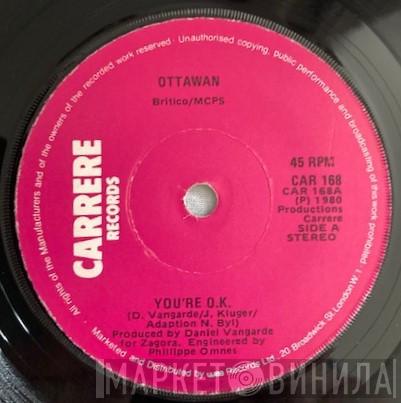 All rights of the Manufacturers and of the owners of the recorded work reserved · Unauthorised copying, public performance and broadcasting of this record prohibited.
OTTAWAN
Britico/MCPS
CARRERE
RECORDS
45 RPM
CAR 168
CAR 168A
(P) 1980
Productions
Carrere
SIDE A
STEREO
YOU'RE O.K.
(D. Vangarde/J. Kluger/
Adaption N. Byl)
Produced by Daniel Vangarde
for Zagora. Engineered by
Phillippe Omnes
Marketed and Distributed by wea Records Ltd., 20 Broadwick St. London W 1
МАРКЕТ ВИНИЛА